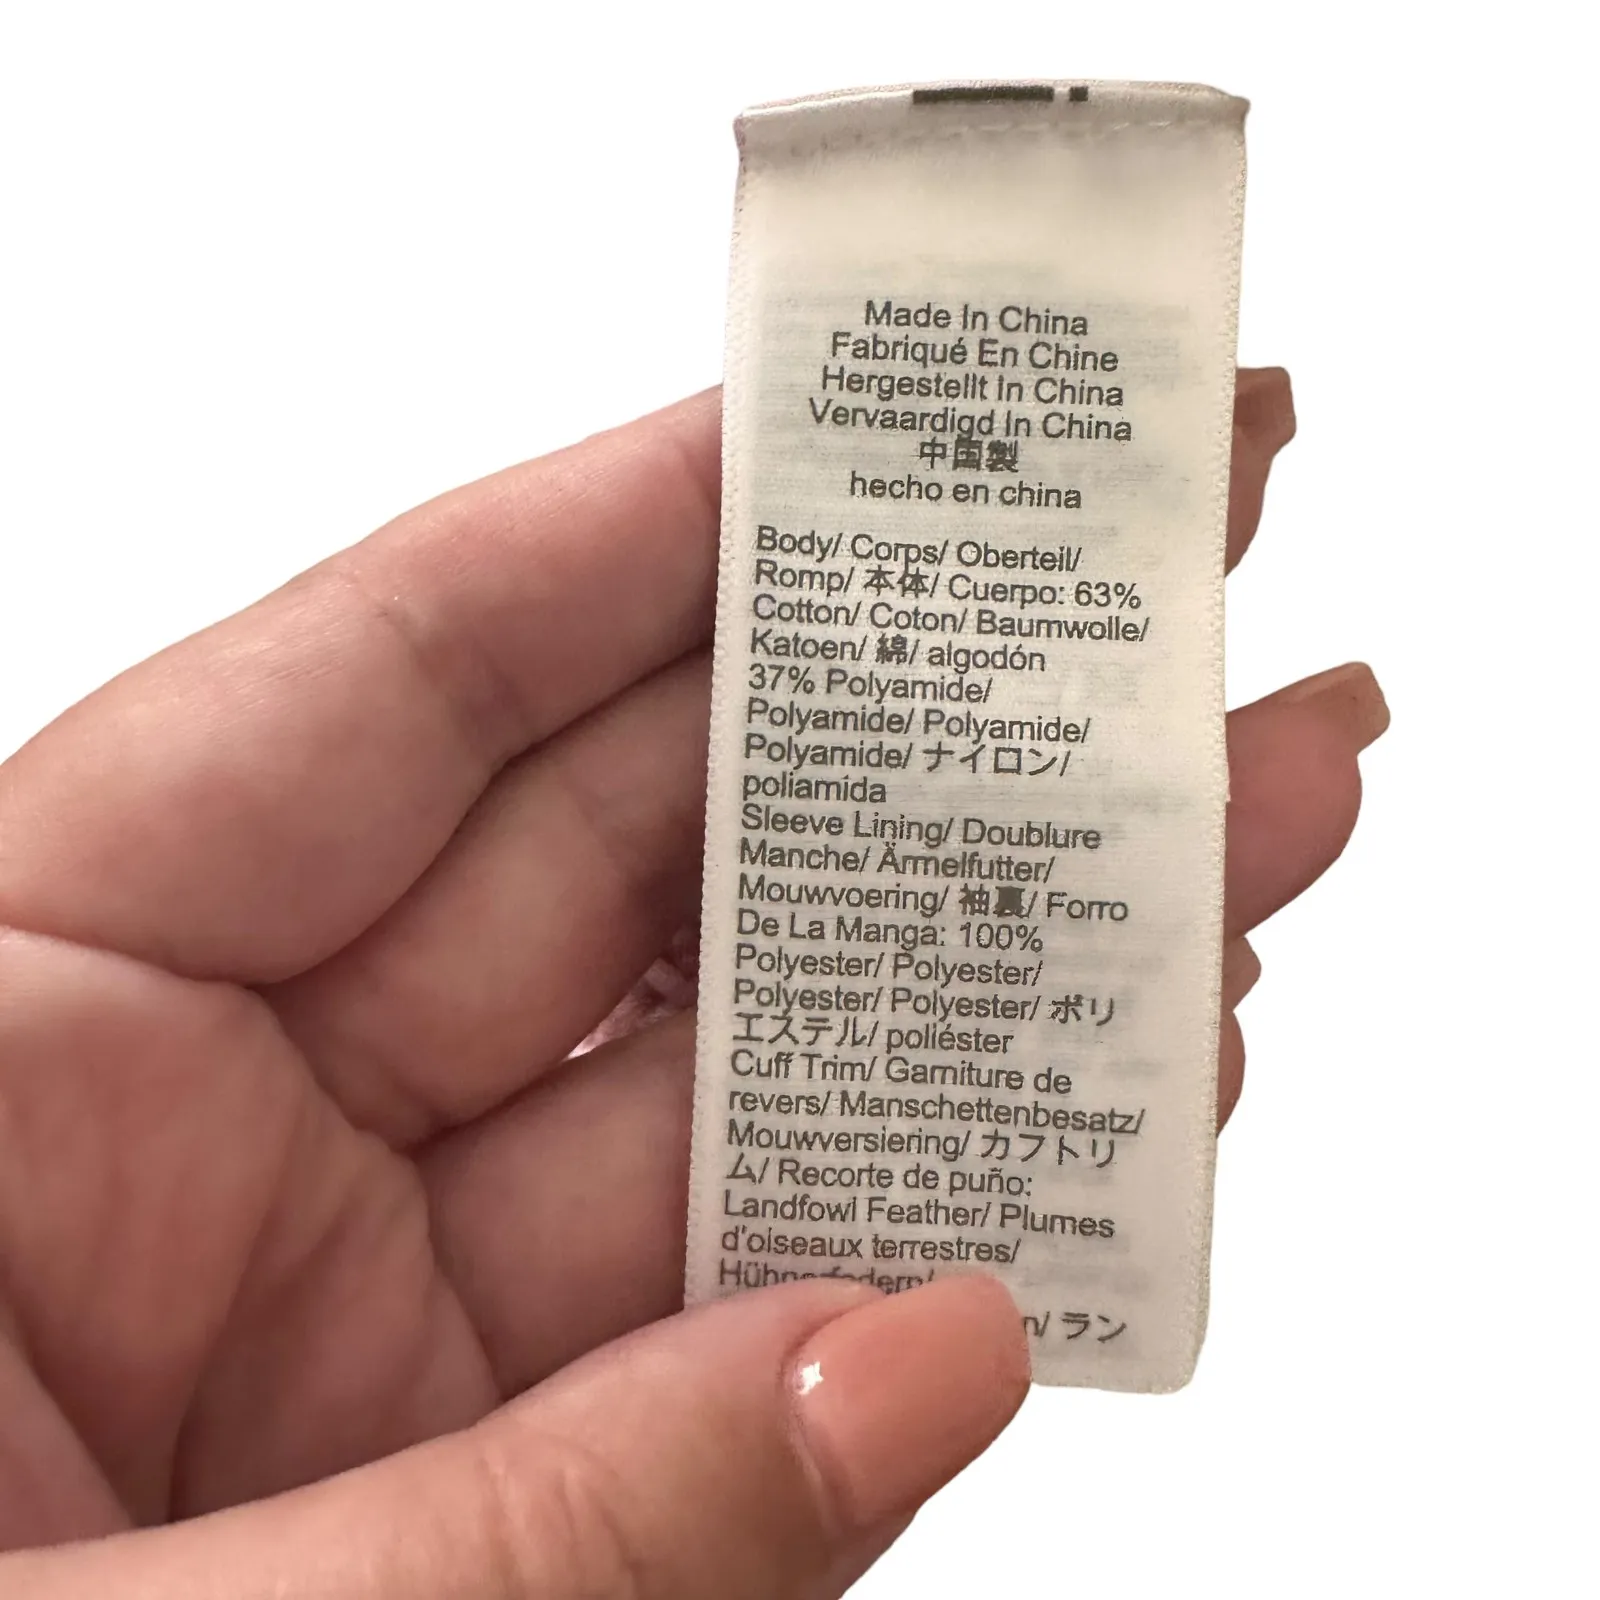 Made In China
Fabriqué En Chine
Hergestellt In China
Vervaardigd In China
中国製
hecho en china
Body/ Corps/ Oberteil/
Romp/ 本体/ Cuerpo: 63%
Cotton/ Coton/ Baumwolle/
Katoen/ 綿/ algodón
37% Polyamide/
Polyamide/ Polyamide/
Polyamide/ ナイロン/
poliamida
Sleeve Lining/ Doublure
Manche/ Ärmelfutter/
Mouwvoering/ 袖裏/ Forro
De La Manga: 100%
Polyester/ Polyester/
Polyester/ Polyester/ ポリ
エステル/ poliéster
Cuff Trim/ Garniture de
revers/ Manschettenbesatz/
Mouwversiering/ カフトリ
ム/ Recorte de puño:
Landfowl Feather/ Plumes
d'oiseaux terrestres/
ラン